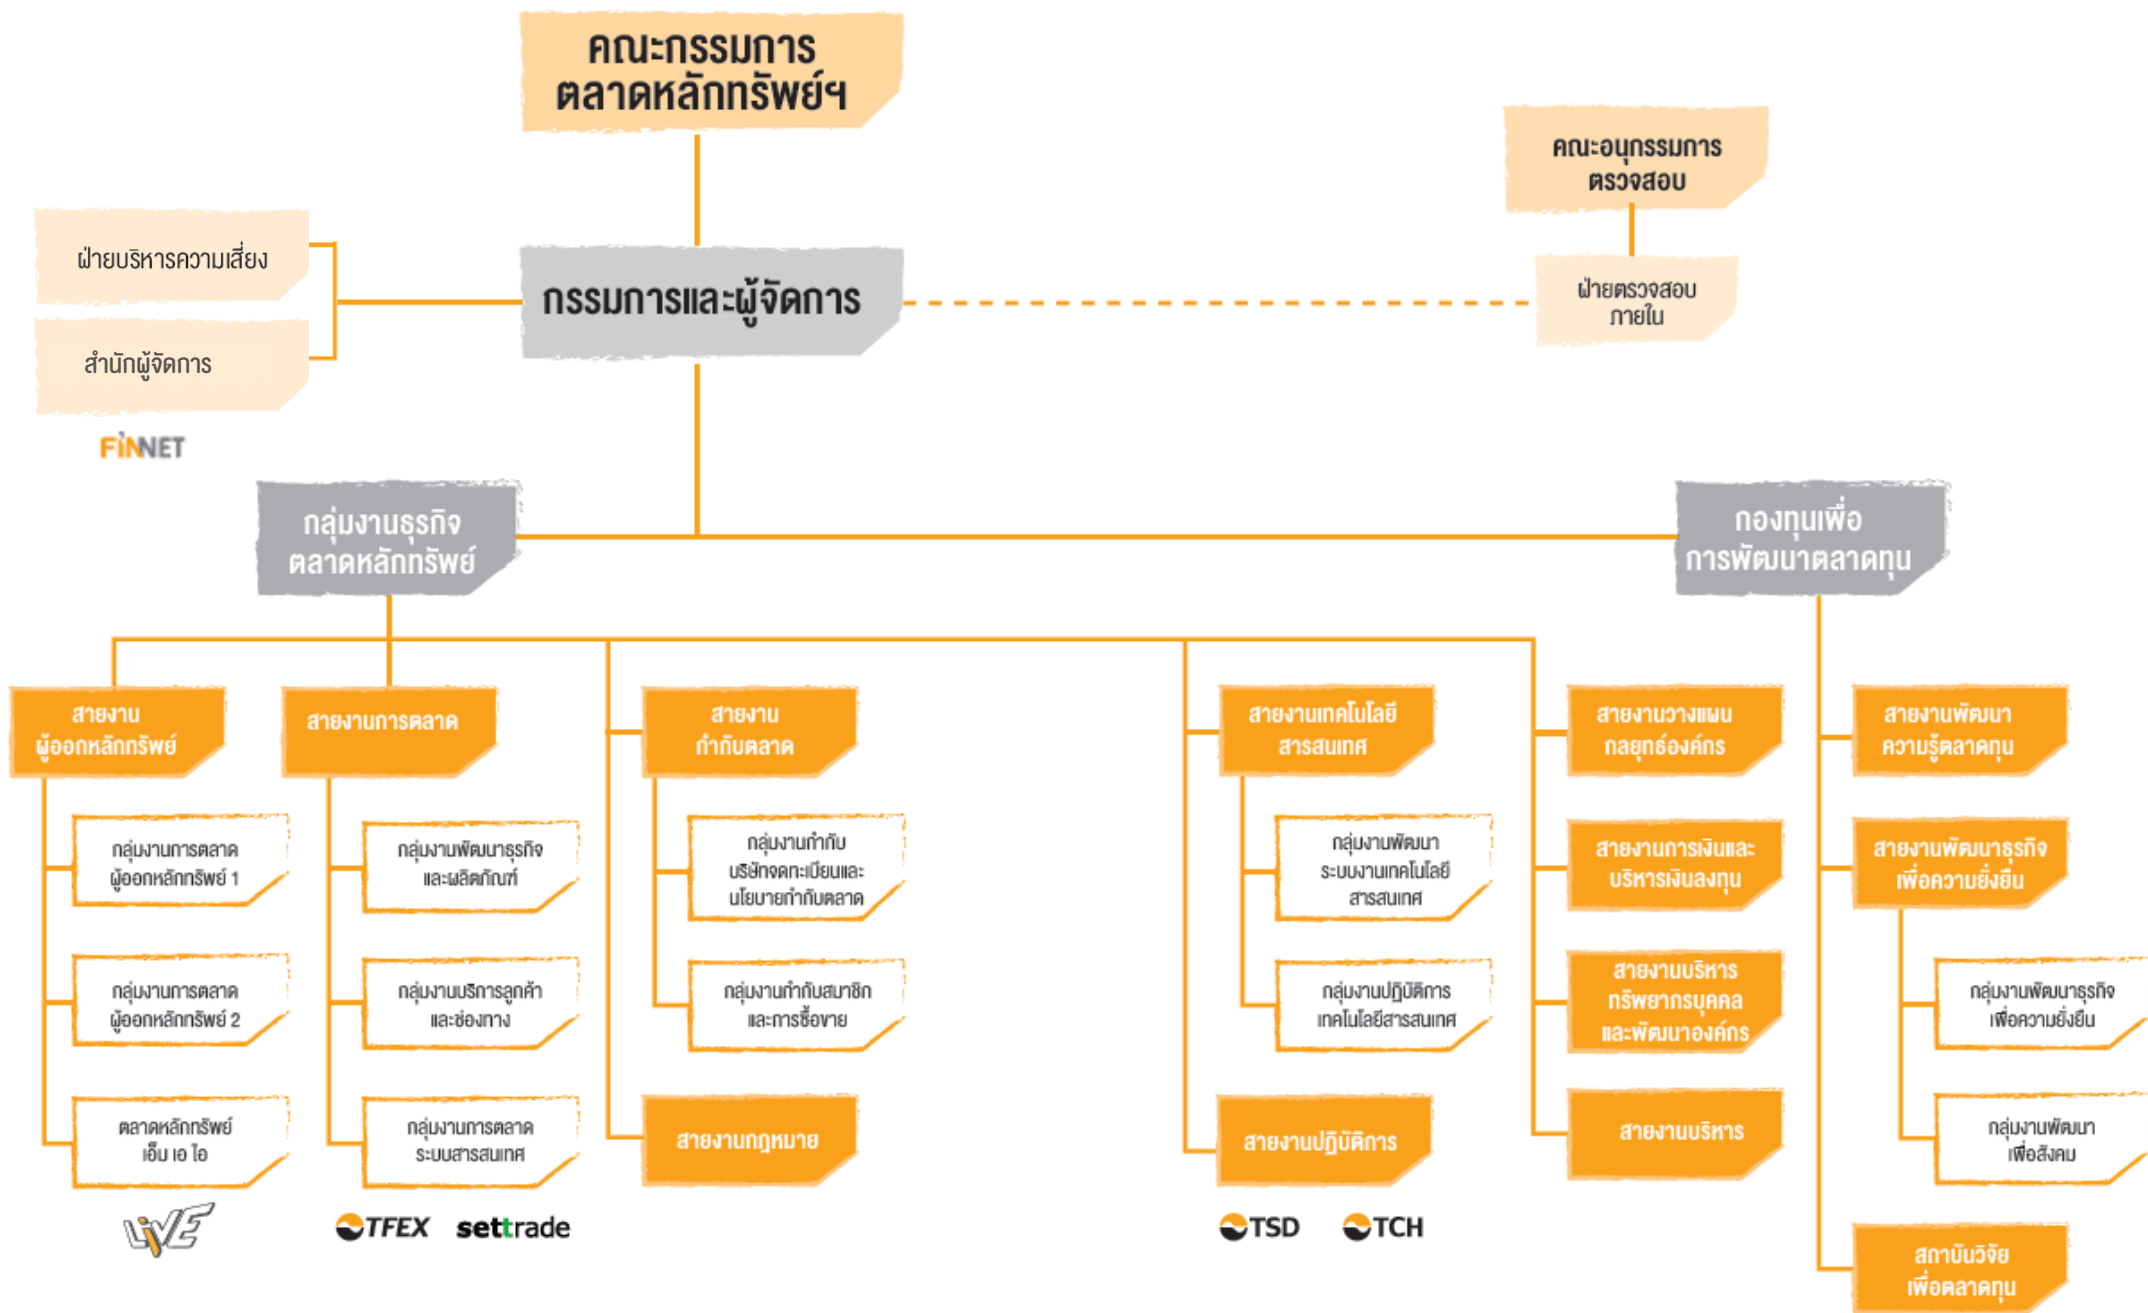 คณะกรรมการ
ตลาดหลักทรัพย์ฯ
คณะอนุกรรมการ
ตรวจสอบ
ฝ่ายบริหารความเสี่ยง
กรรมการและผู้จัดการ
ฝ่ายตรวจสอบ
ภายใน
สำนักผู้จัดการ
FiNNET
กลุ่มงานธุรกิจ
ตลาดหลักทรัพย์
กองทุนเพื่อ
การพัฒนาตลาดทุน
สายงาน
ผู้ออกหลักทรัพย์
กลุ่มงานการตลาด
ผู้ออกหลักทรัพย์ 1
กลุ่มงานการตลาด
ผู้ออกหลักทรัพย์ 2
ตลาดหลักทรัพย์
เอ็ม เอ ไอ
LiVE
สายงานการตลาด
กลุ่มงานพัฒนาธุรกิจ
และผลิตภัณฑ์
กลุ่มงานบริการลูกค้า
และช่องทาง
กลุ่มงานการตลาด
ระบบสารสนเทศ
TFEX
settrade
สายงาน
กำกับตลาด
กลุ่มงานกำกับ
บริษัทจดทะเบียนและ
นโยบายกำกับตลาด
กลุ่มงานกำกับสมาชิก
และการซื้อขาย
สายงานกฎหมาย
สายงานเทคโนโลยี
สารสนเทศ
กลุ่มงานพัฒนา
ระบบงานเทคโนโลยี
สารสนเทศ
กลุ่มงานปฏิบัติการ
เทคโนโลยีสารสนเทศ
สายงานปฏิบัติการ
TSD
TCH
สายงานวางแผน
กลยุทธ์องค์กร
สายงานการเงินและ
บริหารเงินลงทุน
สายงานบริหาร
ทรัพยากรบุคคล
และพัฒนาองค์กร
สายงานบริหาร
สายงานพัฒนา
ความรู้ตลาดทุน
สายงานพัฒนาธุรกิจ
เพื่อความยั่งยืน
กลุ่มงานพัฒนาธุรกิจ
เพื่อความยั่งยืน
กลุ่มงานพัฒนา
เพื่อสังคม
สถาบันวิจัย
เพื่อตลาดทุน